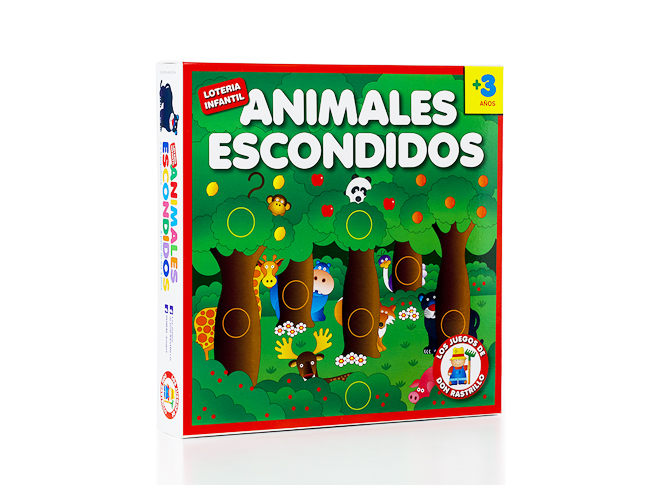 LOTERIA
INFANTIL
ANIMALES
ESCONDIDOS
+3
AÑOS
LOS JUEGOS DE
DON RASTRILLO
ANIMALES
ESCONDIDOS